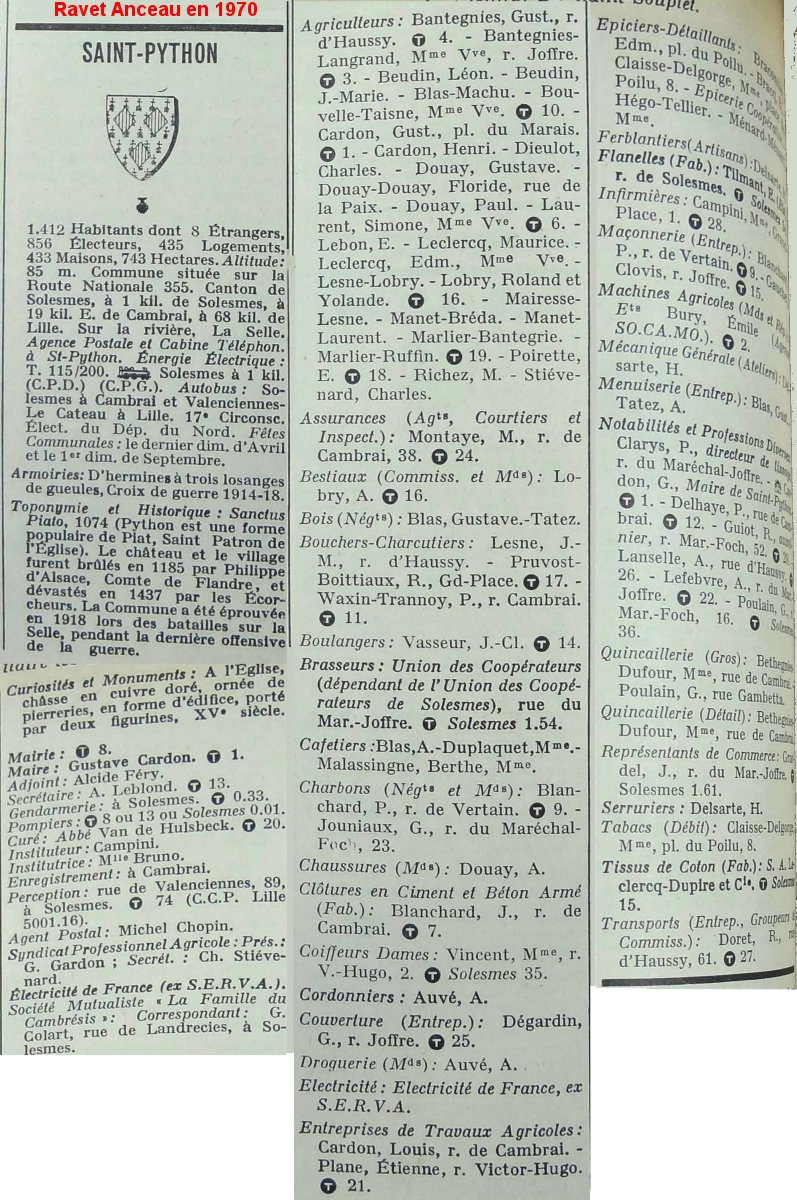 Ravet Anceau en 1970
SAINT-PYTHON
1.412 Habitants dont 8 Étrangers,
856 Électeurs, 435 Logements,
433 Maisons, 743 Hectares. Altitude:
85 m. Commune située sur la
Route Nationale 355. Canton de
Solesmes, à 1 kil. de Solesmes, à
19 kil. E. de Cambrai, à 68 kil. de
Lille. Sur la rivière, La Selle.
Agence Postale et Cabine Téléphon.
à St-Python. Énergie Électrique :
T. 115/200. Solesmes à 1 kil.
(C.P.D.) (C.P.G.). Autobus : So-
lesmes à Cambrai et Valenciennes-
Le Cateau à Lille. 17e Circonsc.
Élect. du Dép. du Nord. Fêtes
Communales : le dernier dim. d'Avril
et le 1er dim. de Septembre.
Armoiries: D'hermines à trois losanges
de gueules, Croix de guerre 1914-18.
Toponymie et Historique : Sanctus
Piato, 1074 (Python est une forme
populaire de Piat, Saint Patron de
l'Église). Le château et le village
furent brûlés en 1185 par Philippe
d'Alsace, Comte de Flandre, et
dévastés en 1437 par les Écor-
cheurs. La Commune a été éprouvée
en 1918 lors des batailles sur la
Selle, pendant la dernière offensive
de la guerre.
Curiosités et Monuments : A l'Eglise,
châsse en cuivre doré, ornée de
pierreries, en forme d'édifice, porté
par deux figurines, XVe siècle.
Mairie : T 8.
Maire : Gustave Cardon. T 1.
Adjoint : Alcide Féry.
Secrétaire : A. Leblond. T 13.
Gendarmerie : à Solesmes. T 0.33.
Pompiers : T 8 ou 13 ou Solesmes 0.01.
Curé : Abbé Van de Hulsbeck. T 20.
Instituteur : Campini.
Institutrice : Mlle Bruno.
Enregistrement : à Cambrai.
Perception : rue de Valenciennes, 89,
à Solesmes. T 74 (C.C.P. Lille
5001.16).
Agent Postal : Michel Chopin.
Syndicat Professionnel Agricole : Prés. :
G. Gardon ; Secrét. : Ch. Stiéve-
nard.
Électricité de France (ex S.E.R.V.A.).
Société Mutualiste « La Famille du
Cambrésis » : Correspondant : G.
Colart, rue de Landrecies, à So-
lesmes.
Agriculteurs : Bantegnies, Gust., r.
d'Haussy. T 4. - Bantegnies-
Langrand, Mme Vve, r. Joffre.
T 3. - Beudin, Léon. - Beudin,
J.-Marie. - Blas-Machu. - Bou-
velle-Taisne, Mme Vve. T 10. -
Cardon, Gust., pl. du Marais.
T 1. - Cardon, Henri. - Dieulot,
Charles. - Douay, Gustave. -
Douay-Douay, Floride, rue de
la Paix. - Douay, Paul. - Lau-
rent, Simone, Mme Vve. T 6. -
Lebon, E. - Leclercq, Maurice. -
Leclercq, Edm., Mme Vve. -
Lesne-Lobry. - Lobry, Roland et
Yolande. T 16. - Mairesse-
Lesne. - Manet-Bréda. - Manet-
Laurent. - Marlier-Bantegrie. -
Marlier-Ruffin. T 19. - Poirette,
E. T 18. - Richez, M. - Stiéve-
nard, Charles.
Assurances (Agts, Courtiers et
Inspect.) : Montaye, M., r. de
Cambrai, 38. T 24.
Bestiaux (Commiss. et Mds) : Lo-
bry, A. T 16.
Bois (Négts) : Blas, Gustave.-Tatez.
Bouchers-Charcutiers : Lesne, J.-
M., r. d'Haussy. - Pruvost-
Boittiaux, R., Gd-Place. T 17. -
Waxin-Trannoy, P., r. Cambrai.
T 11.
Boulangers : Vasseur, J.-Cl. T 14.
Brasseurs : Union des Coopérateurs
(dépendant de l'Union des Coopé-
rateurs de Solesmes), rue du
Mar.-Joffre. T Solesmes 1.54.
Cafetiers :Blas,A.-Duplaquet,Mme.-
Malassingne, Berthe, Mme.
Charbons (Négts et Mds) : Blan-
chard, P., r. de Vertain. T 9. -
Jouniaux, G., r. du Maréchal-
Foch, 23.
Chaussures (Mds) : Douay, A.
Clôtures en Ciment et Béton Armé
(Fab.) : Blanchard, J., r. de
Cambrai. T 7.
Coiffeurs Dames : Vincent, Mme, r.
V.-Hugo, 2. T Solesmes 35.
Cordonniers : Auvé, A.
Couverture (Entrep.) : Dégardin,
G., r. Joffre. T 25.
Droguerie (Mds) : Auvé, A.
Electricité : Electricité de France, ex
S.E.R.V.A.
Entreprises de Travaux Agricoles :
Cardon, Louis, r. de Cambrai. -
Plane, Étienne, r. Victor-Hugo.
T 21.
Souplet.
Epiciers-Détaillants :
Edm., pl. du Poilu. -
Claisse-Delgorge, Mme,
Poilu, 8. - Epicerie
Hégo-Tellier. -
Mme.
Ferblantiers (Artisans) :
Flanelles (Fab.) : Tilmant,
r. de Solesmes. T
Infirmières : Campini, Mme,
Place, 1. T 28.
Maçonnerie (Entrep.) :
P., r. de Vertain. T 9. -
Clovis, r. Joffre. T 15.
Machines Agricoles (Mds et
Ets Bury, Émile
SO.CA.MO.). T 2.
Mécanique Générale (Ateliers) :
sarte, H.
Menuiserie (Entrep.) : Blas,
Tatez, A.
Notabilités et Professions
Clarys, P., directeur de
r. du Maréchal-Joffre. -
don, G., Maire de Saint-Python.
T 1. - Delhaye, P., rue de
brai. T 12. - Guiot, R.,
nier, r. Mar.-Foch, 52. T
Lanselle, A., rue d'Haussy.
26. - Lefebvre, A., r. du
Joffre. T 22. - Poulain, G.,
Mar.-Foch, 16. T Solesmes
36.
Quincaillerie (Gros) :
Dufour, Mme, rue de Cambrai.
Poulain, G., rue Gambetta.
Quincaillerie (Détail) :
Dufour, Mme, rue de
Représentants de Commerce :
del, J., r. du Mar.-Joffre. T
Solesmes 1.61.
Serruriers : Delsarte, H.
Tabacs (Débit) : Claisse-Delgorge,
Mme, pl. du Poilu, 8.
Tissus de Coton (Fab.) : S. A.
clercq-Dupire et Cie. T Solesmes
15.
Transports (Entrep., Groupeurs
Commiss.) : Doret, R.,
d'Haussy, 61. T 27.